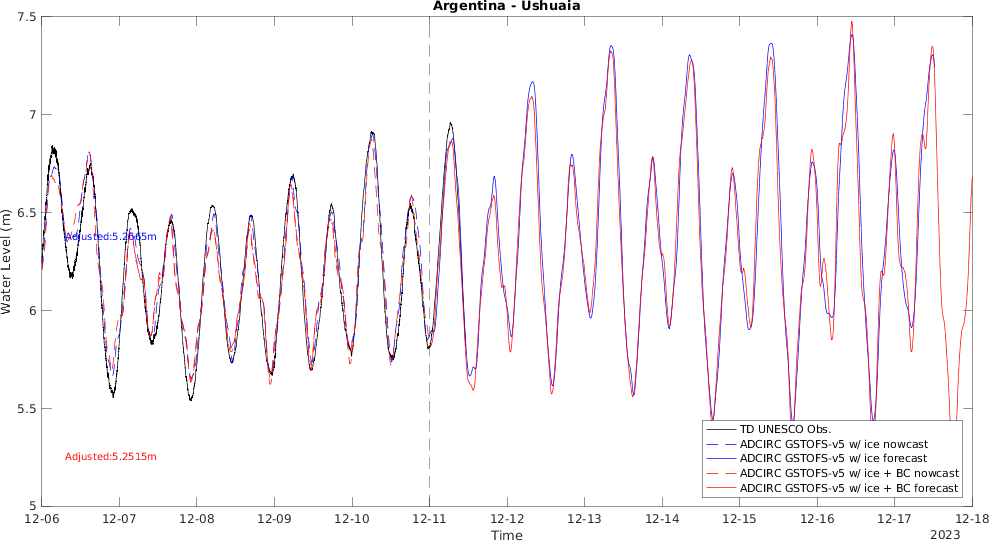 Argentina - Ushuaia
Water Level (m)
7.5
7
6.5
6
5.5
5
Adjusted:5.2515m
TD UNESCO Obs.
ADCIRC GSTOFS-v5 w/ ice nowcast
ADCIRC GSTOFS-v5 w/ ice forecast
ADCIRC GSTOFS-v5 w/ ice + BC nowcast
ADCIRC GSTOFS-v5 w/ ice + BC forecast
12-06 12-07 12-08 12-09 12-10 12-11 12-12 12-13 12-14 12-15 12-16 12-17 12-18
Time
2023